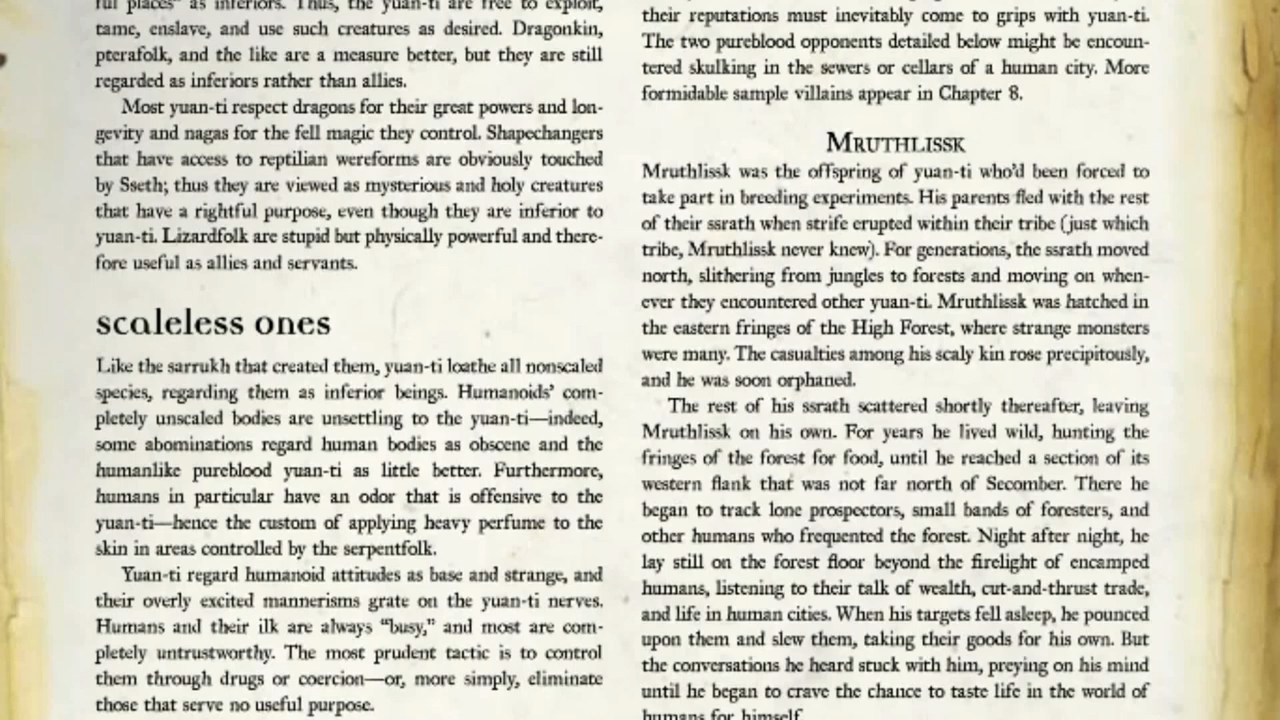 ful places" as inferiors. Thus, the yuan-ti are free to exploit,
tame, enslave, and use such creatures as desired. Dragonkin,
pterafolk, and the like are a measure better, but they are still
regarded as inferiors rather than allies.
Most yuan-ti respect dragons for their great powers and lon-
gevity and nagas for the fell magic they control. Shapechangers
that have access to reptilian wereforms are obviously touched
by Sseth; thus they are viewed as mysterious and holy creatures
that have a rightful purpose, even though they are inferior to
yuan-ti. Lizardfolk are stupid but physically powerful and there-
fore useful as allies and servants.
scaleless ones
Like the sarrukh that created them, yuan-ti loathe all nonscaled
species, regarding them as inferior beings. Humanoids' com-
pletely unscaled bodies are unsettling to the yuan-ti—indeed,
some abominations regard human bodies as obscene and the
humanlike pureblood yuan-ti as little better. Furthermore,
humans in particular have an odor that is offensive to the
yuan-ti—hence the custom of applying heavy perfume to the
skin in areas controlled by the serpentfolk.
Yuan-ti regard humanoid attitudes as base and strange, and
their overly excited mannerisms grate on the yuan-ti nerves.
Humans and their ilk are always "busy," and most are com-
pletely untrustworthy. The most prudent tactic is to control
them through drugs or coercion—or, more simply, eliminate
those that serve no useful purpose.
their reputations must inevitably come to grips with yuan-ti.
The two pureblood opponents detailed below might be encoun-
tered skulking in the sewers or cellars of a human city. More
formidable sample villains appear in Chapter 8.
MRUTHLISSK
Mruthlissk was the offspring of yuan-ti who'd been forced to
take part in breeding experiments. His parents fled with the rest
of their ssrath when strife erupted within their tribe (just which
tribe, Mruthlissk never knew). For generations, the ssrath moved
north, slithering from jungles to forests and moving on when-
ever they encountered other yuan-ti. Mruthlissk was hatched in
the eastern fringes of the High Forest, where strange monsters
were many. The casualties among his scaly kin rose precipitously,
and he was soon orphaned.
The rest of his ssrath scattered shortly thereafter, leaving
Mruthlissk on his own. For years he lived wild, hunting the
fringes of the forest for food, until he reached a section of its
western flank that was not far north of Secomber. There he
began to track lone prospectors, small bands of foresters, and
other humans who frequented the forest. Night after night, he
lay still on the forest floor beyond the firelight of encamped
humans, listening to their talk of wealth, cut-and-thrust trade,
and life in human cities. When his targets fell asleep, he pounced
upon them and slew them, taking their goods for his own. But
the conversations he heard stuck with him, preying on his mind
until he began to crave the chance to taste life in the world of
humans for himself.